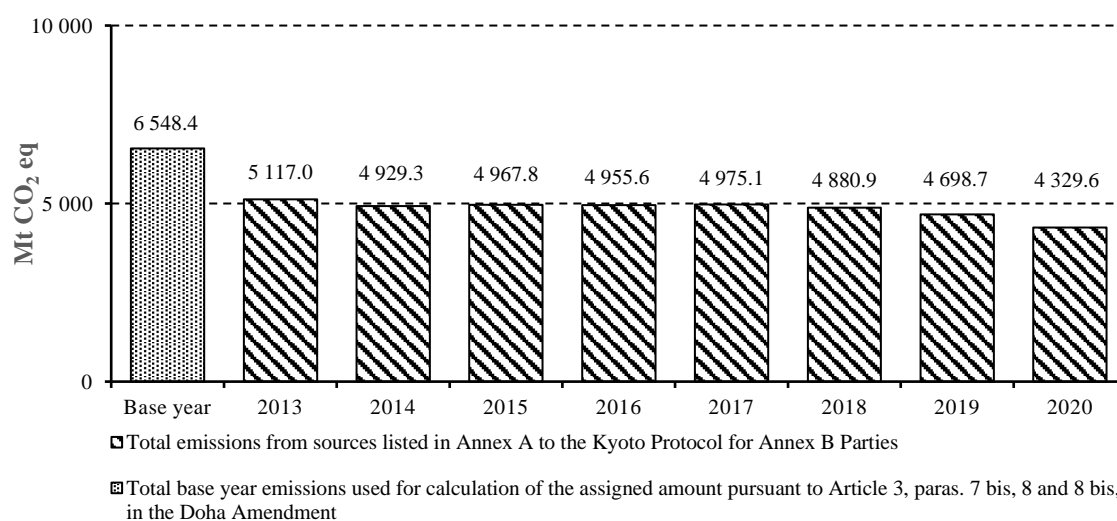 10 000
6 548.4
5 117.0 4 929.3 4 967.8 4 955.6 4 975.1 4 880.9 4 698.7 4 329.6
Mt CO₂ eq
5 000
0
Base year 2013 2014 2015 2016 2017 2018 2019 2020
Total emissions from sources listed in Annex A to the Kyoto Protocol for Annex B Parties
Total base year emissions used for calculation of the assigned amount pursuant to Article 3, paras. 7 bis, 8 and 8 bis,
in the Doha Amendment